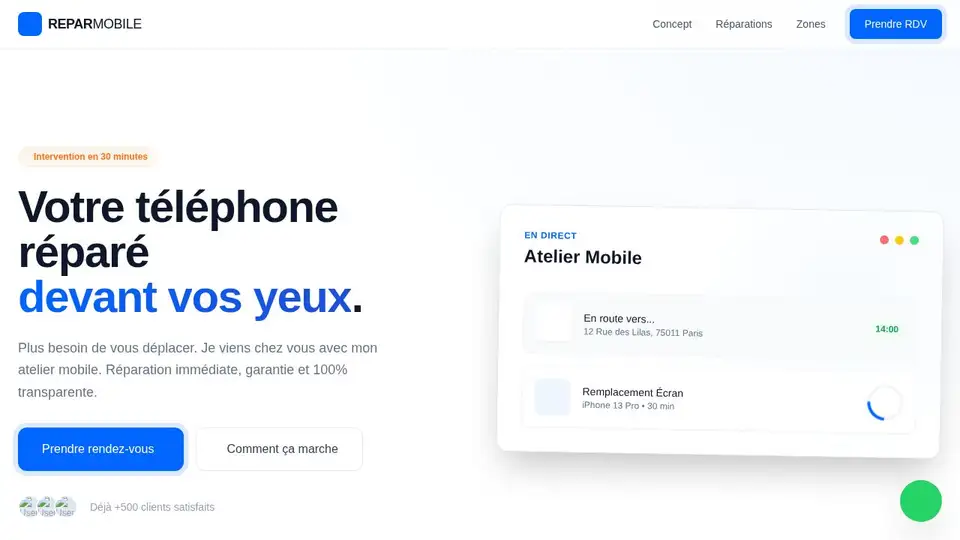 REPARMOBILE
Concept
Réparations
Zones
Prendre RDV
Intervention en 30 minutes
Votre téléphone
réparé
devant vos yeux.
Plus besoin de vous déplacer. Je viens chez vous avec mon
atelier mobile. Réparation immédiate, garantie et 100%
transparente.
Prendre rendez-vous
Comment ça marche
Déjà +500 clients satisfaits
EN DIRECT
Atelier Mobile
En route vers...
12 Rue des Lilas, 75011 Paris
14:00
Remplacement Écran
iPhone 13 Pro • 30 min